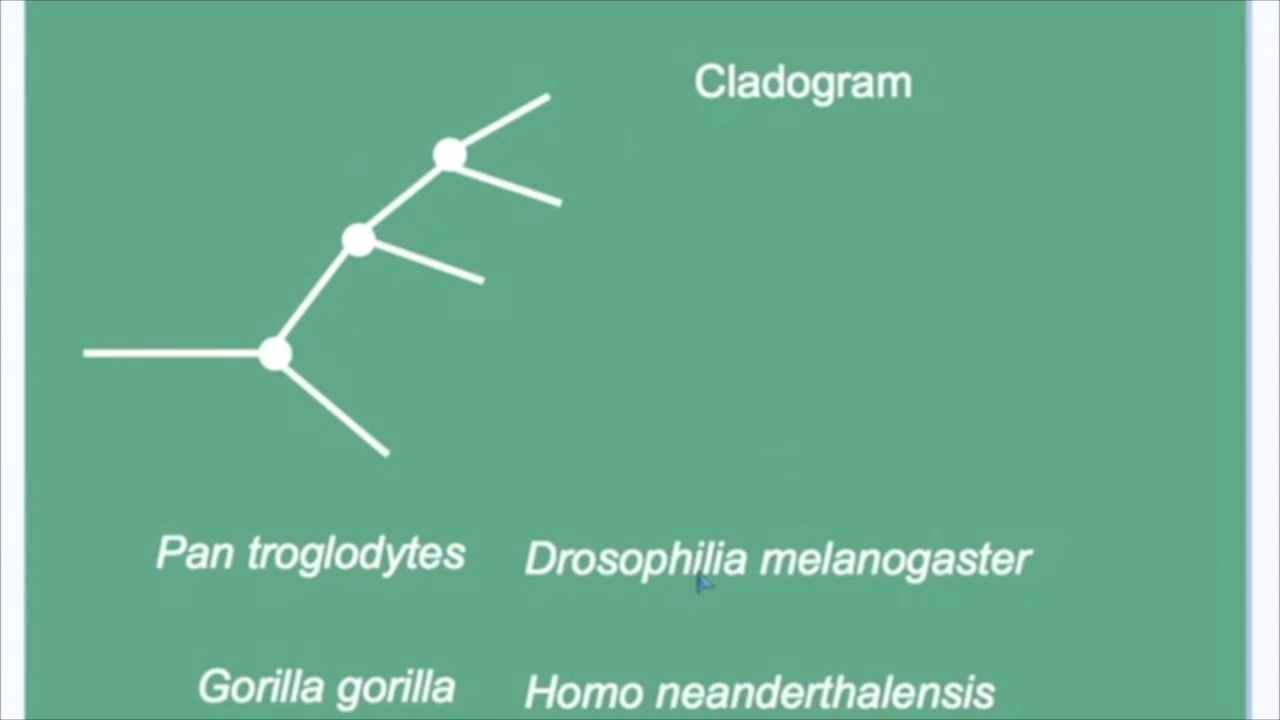 Cladogram
Pan troglodytes
Drosophilia melanogaster
Gorilla gorilla
Homo neanderthalensis